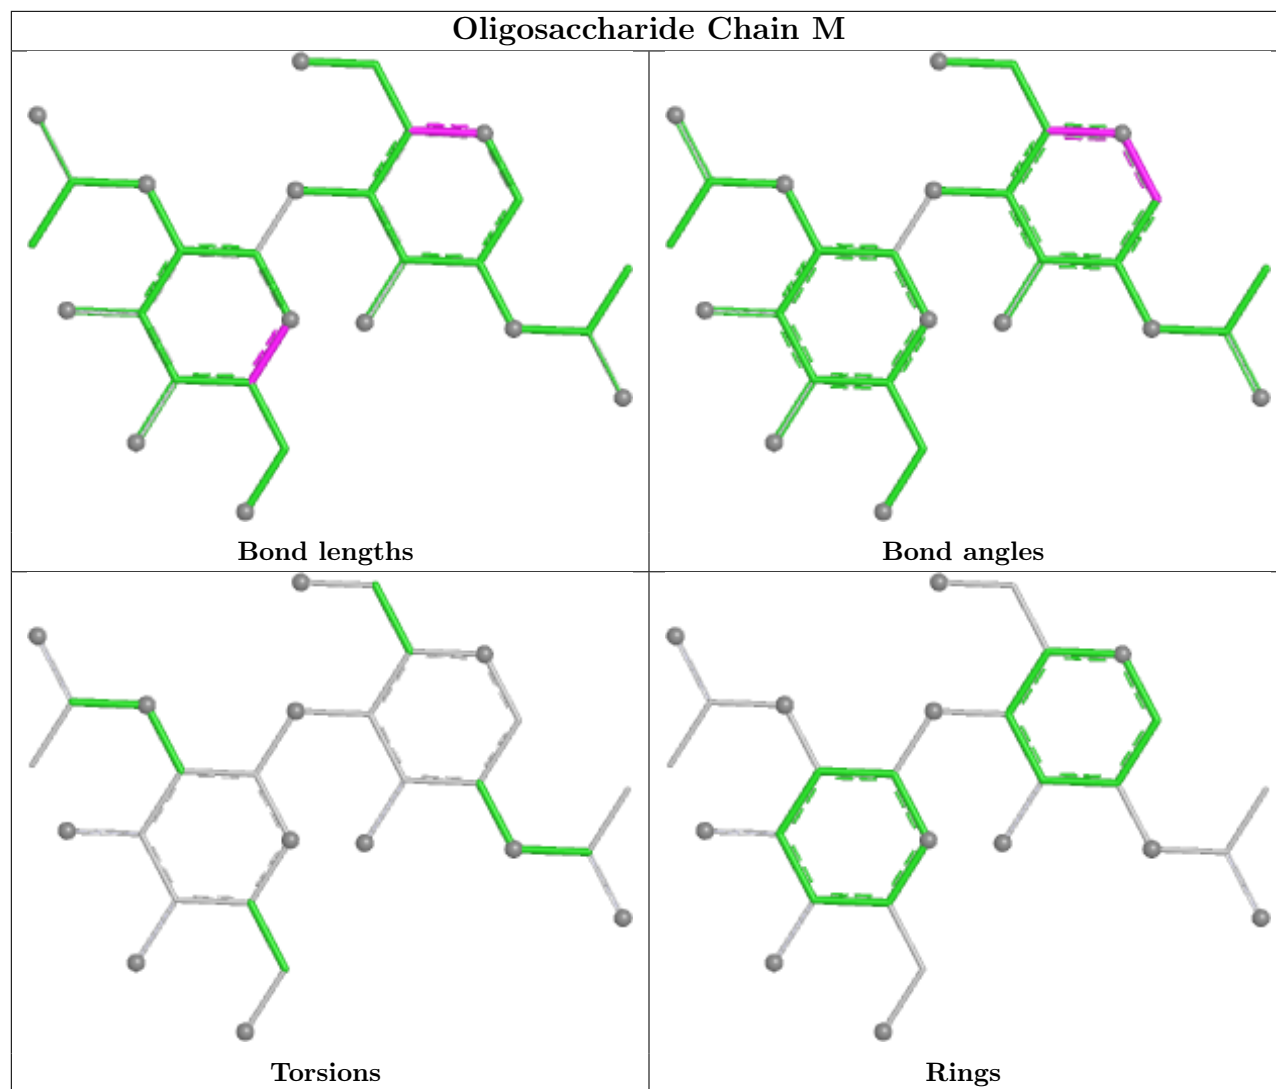 Oligosaccharide Chain M
Bond lengths
Bond angles
Torsions
Rings